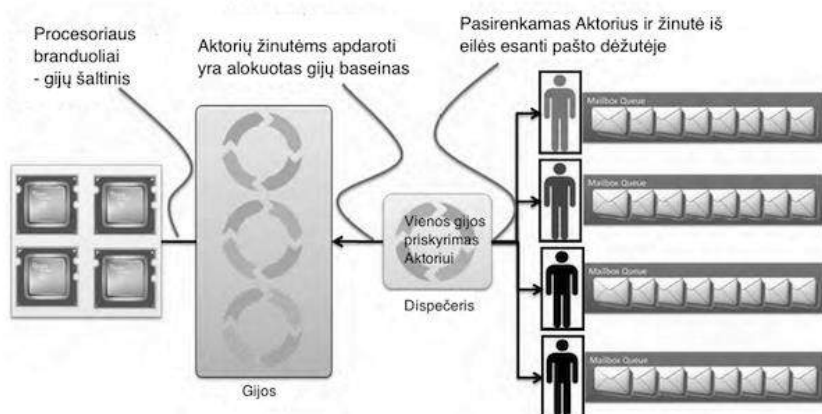 Procesoriaus
branduoliai
- gijų šaltinis
Aktorių žinutėms apdaroti
yra alokuotas gijų baseinas
Pasirenkamas Aktorius ir žinutė iš
eilės esanti pašto dėžutėje
Mailbox Queue
Mailbox Queue
Vienos gijos
priskyrimas
Aktoriui
Dispečeris
Mailbox Queue
Mailbox Queue
Gijos